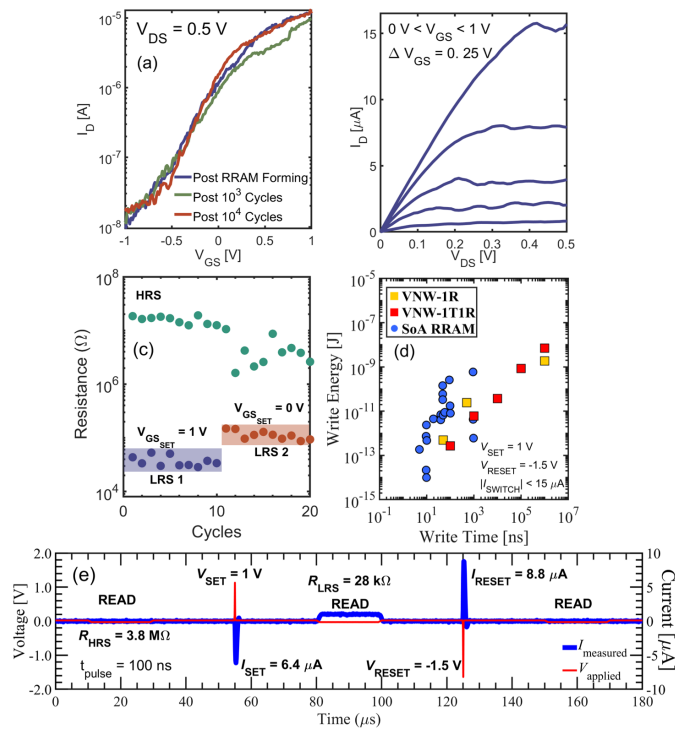 V_DS = 0.5 V
(a)
Post RRAM Forming
Post 10^3 Cycles
Post 10^4 Cycles
10^-5
10^-6
10^-7
10^-8
I_D [A]
-1 -0.5 0 0.5 1
V_GS [V]
0 V < V_GS < 1 V
Δ V_GS = 0. 25 V
15
10
5
0
I_D [μA]
0 0.1 0.2 0.3 0.4 0.5
V_DS [V]
10^8
10^6
10^4
Resistance (Ω)
HRS
(c)
V_GS_SET = 1 V
V_GS_SET = 0V
LRS 1
LRS 2
0 5 10 15 20
Cycles
10^-5
10^-7
10^-9
10^-11
10^-13
10^-15
Write Energy [J]
VNW-1R
VNW-1T1R
SoA RRAM
(d)
V_SET = 1 V
V_RESET = -1.5 V
|I_SWITCH| < 15 μA
10^-1 10^1 10^3 10^5 10^7
Write Time [ns]
(e)
2.0
1.0
0.0
1.0
2.0
Voltage [V]
V_SET = 1 V
R_LRS = 28 kΩ
I_RESET = 8.8 μA
READ
READ
READ
R_HRS = 3.8 MΩ
t_pulse = 100 ns
I_SET = 6.4 μA
V_RESET = -1.5 V
I_measured
V_applied
10
5
0
-5
-10
Current [μA]
0 20 40 60 80 100 120 140 160 180
Time (μs)